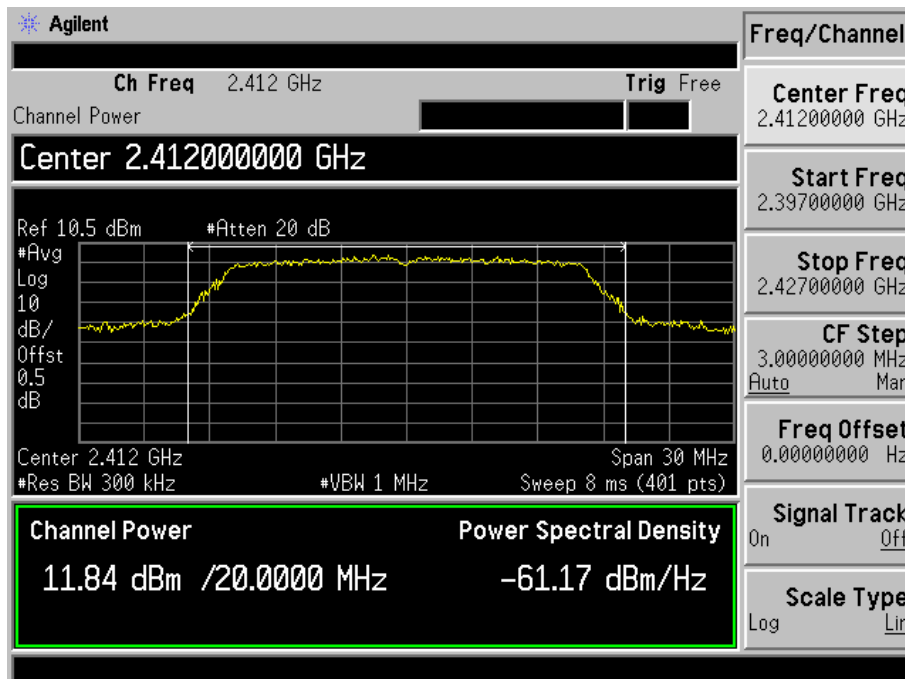 Agilent
Freq/Channel
Ch Freq 2.412 GHz Trig Free
Channel Power
Center 2.412000000 GHz
Ref 10.5 dBm #Atten 20 dB
#Avg
Log
10
dB/
Offst
0.5
dB
Center 2.412 GHz Span 30 MHz
#Res BW 300 kHz #VBW 1 MHz Sweep 8 ms (401 pts)
Channel Power Power Spectral Density
11.84 dBm /20.0000 MHz -61.17 dBm/Hz
Center Freq
2.41200000 GHz
Start Freq
2.39700000 GHz
Stop Freq
2.42700000 GHz
CF Step
3.00000000 MHz
Auto Man
Freq Offset
0.00000000 Hz
Signal Track
On Off
Scale Type
Log Lin